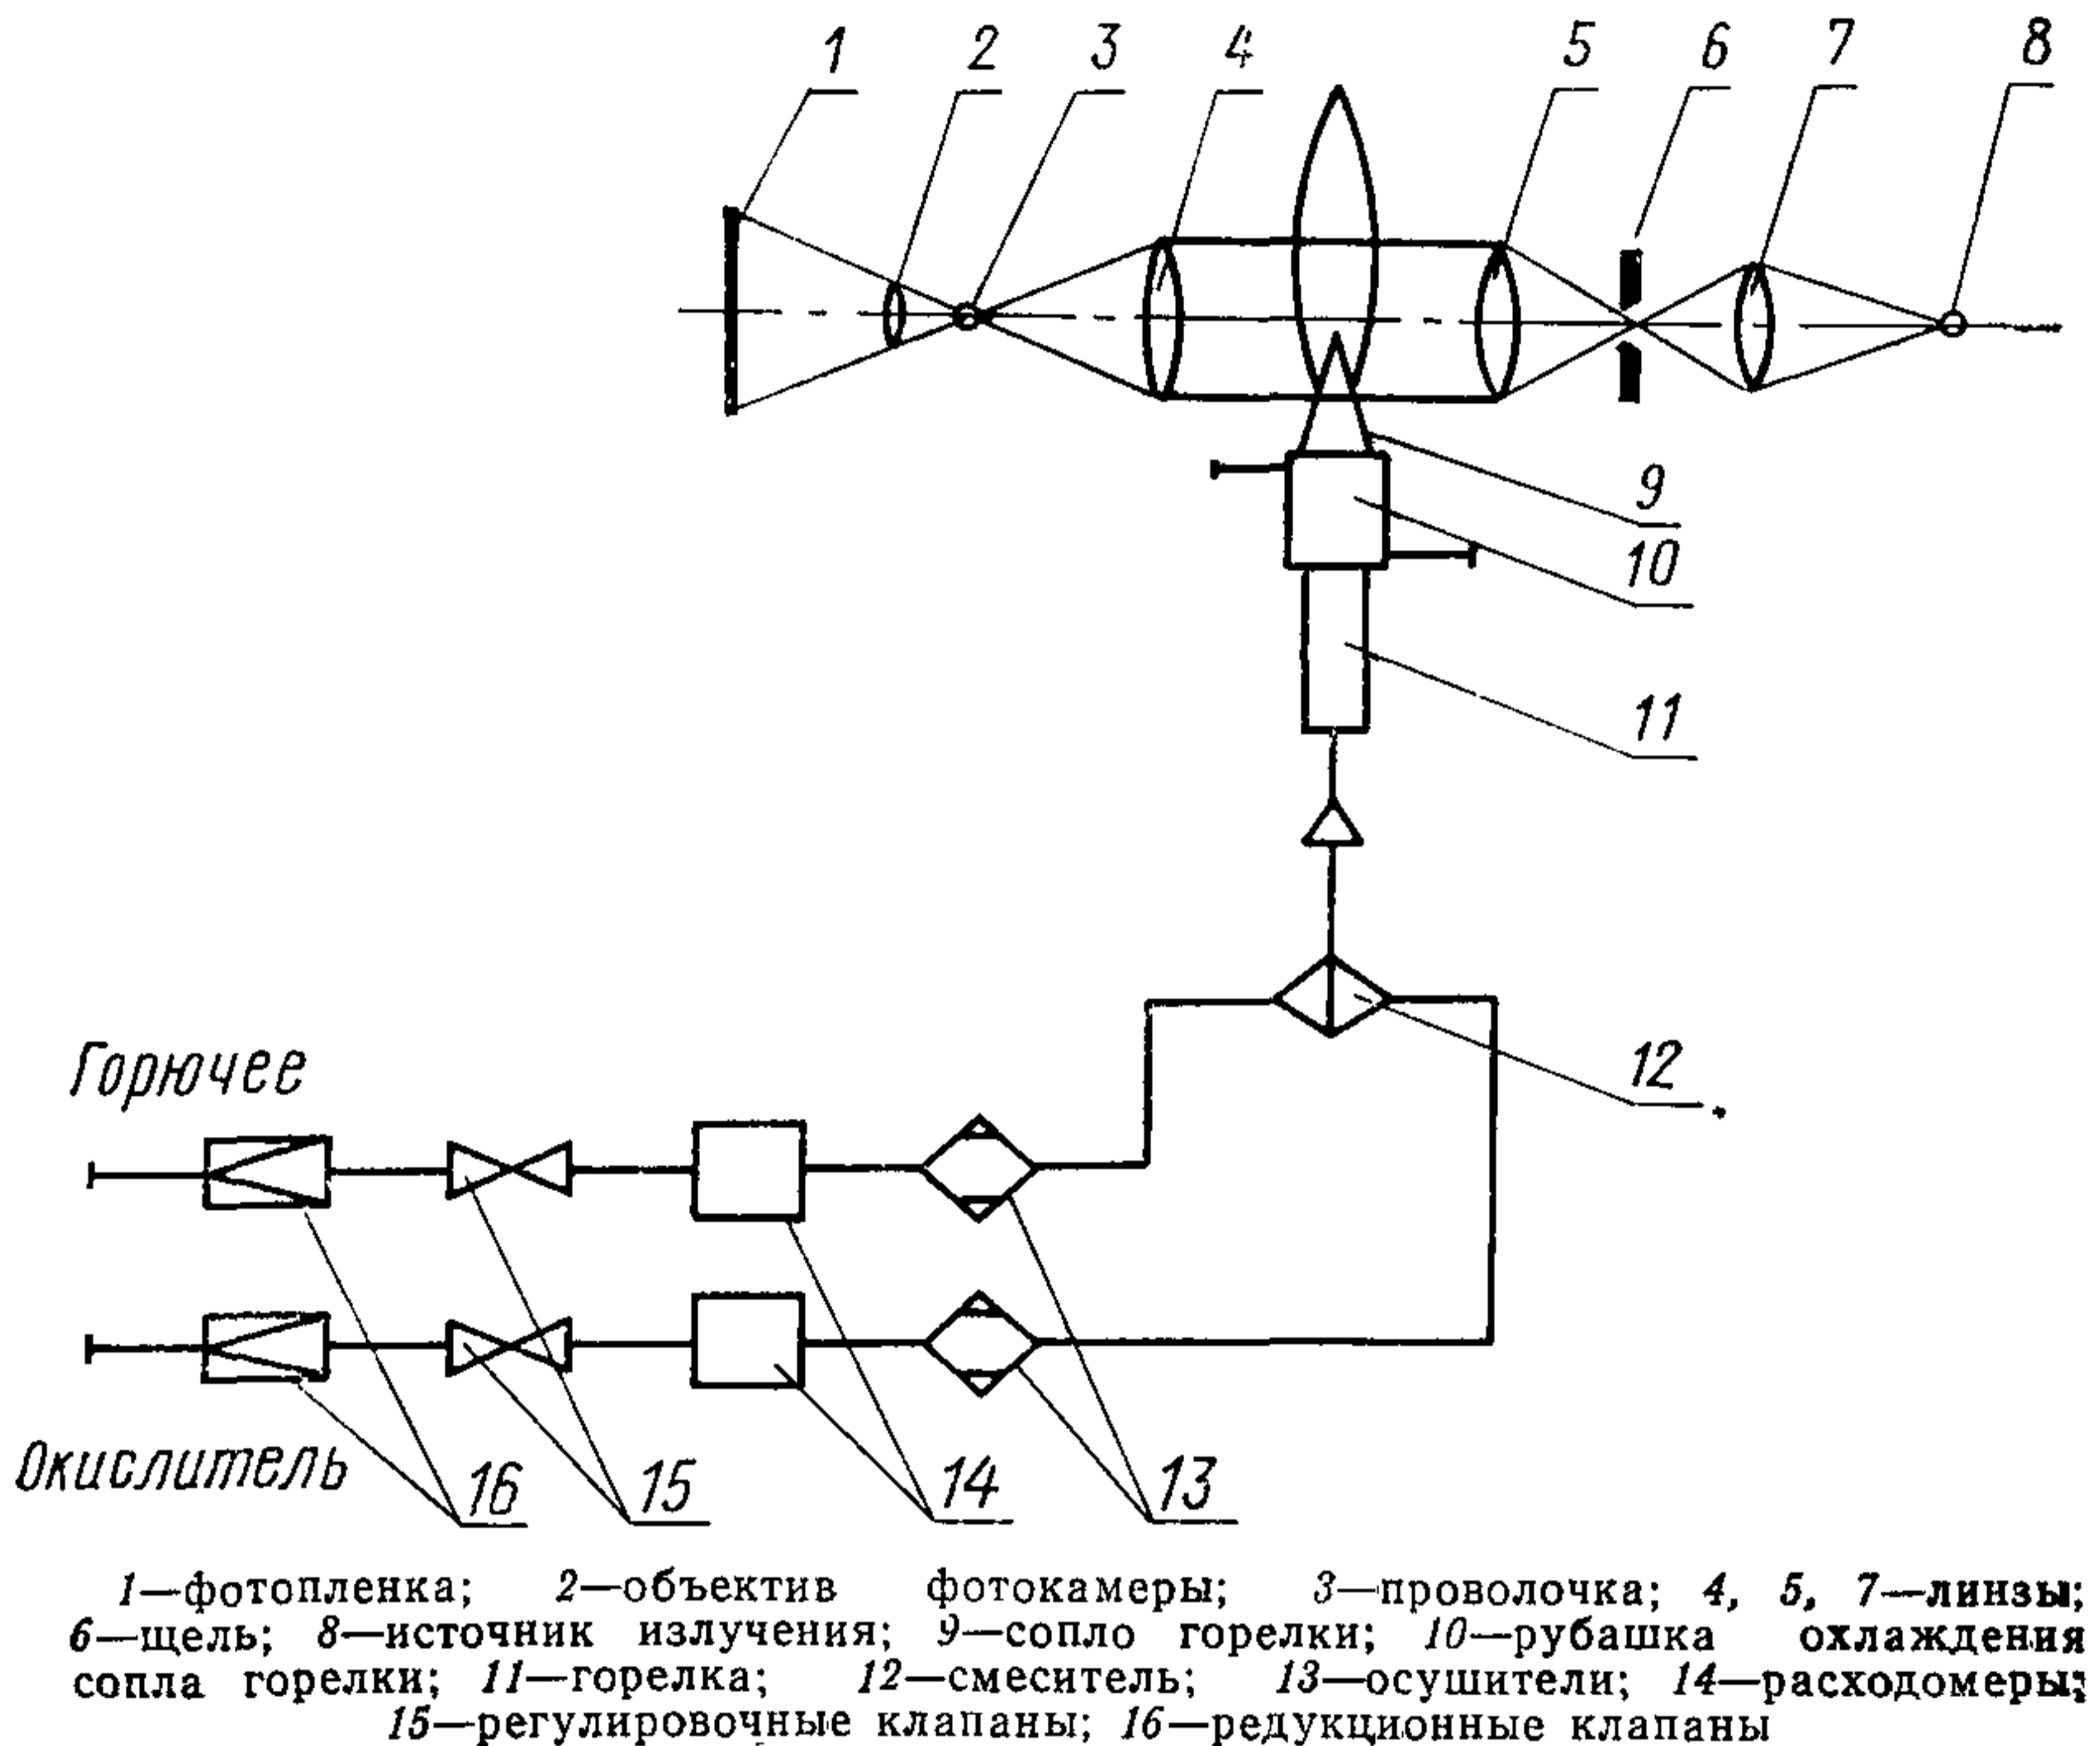 1 2 3 4 5 6 7 8
9
10
11
12
Горючее
Окислитель
16 15 14 13
1—фотопленка; 2—объектив фотокамеры; 3—проволочка; 4, 5, 7—линзы;
6—щель; 8—источник излучения; 9—сопло горелки; 10—рубашка охлаждения
сопла горелки; 11—горелка; 12—смеситель; 13—осушители; 14—расходомеры;
15—регулировочные клапаны; 16—редукционные клапаны